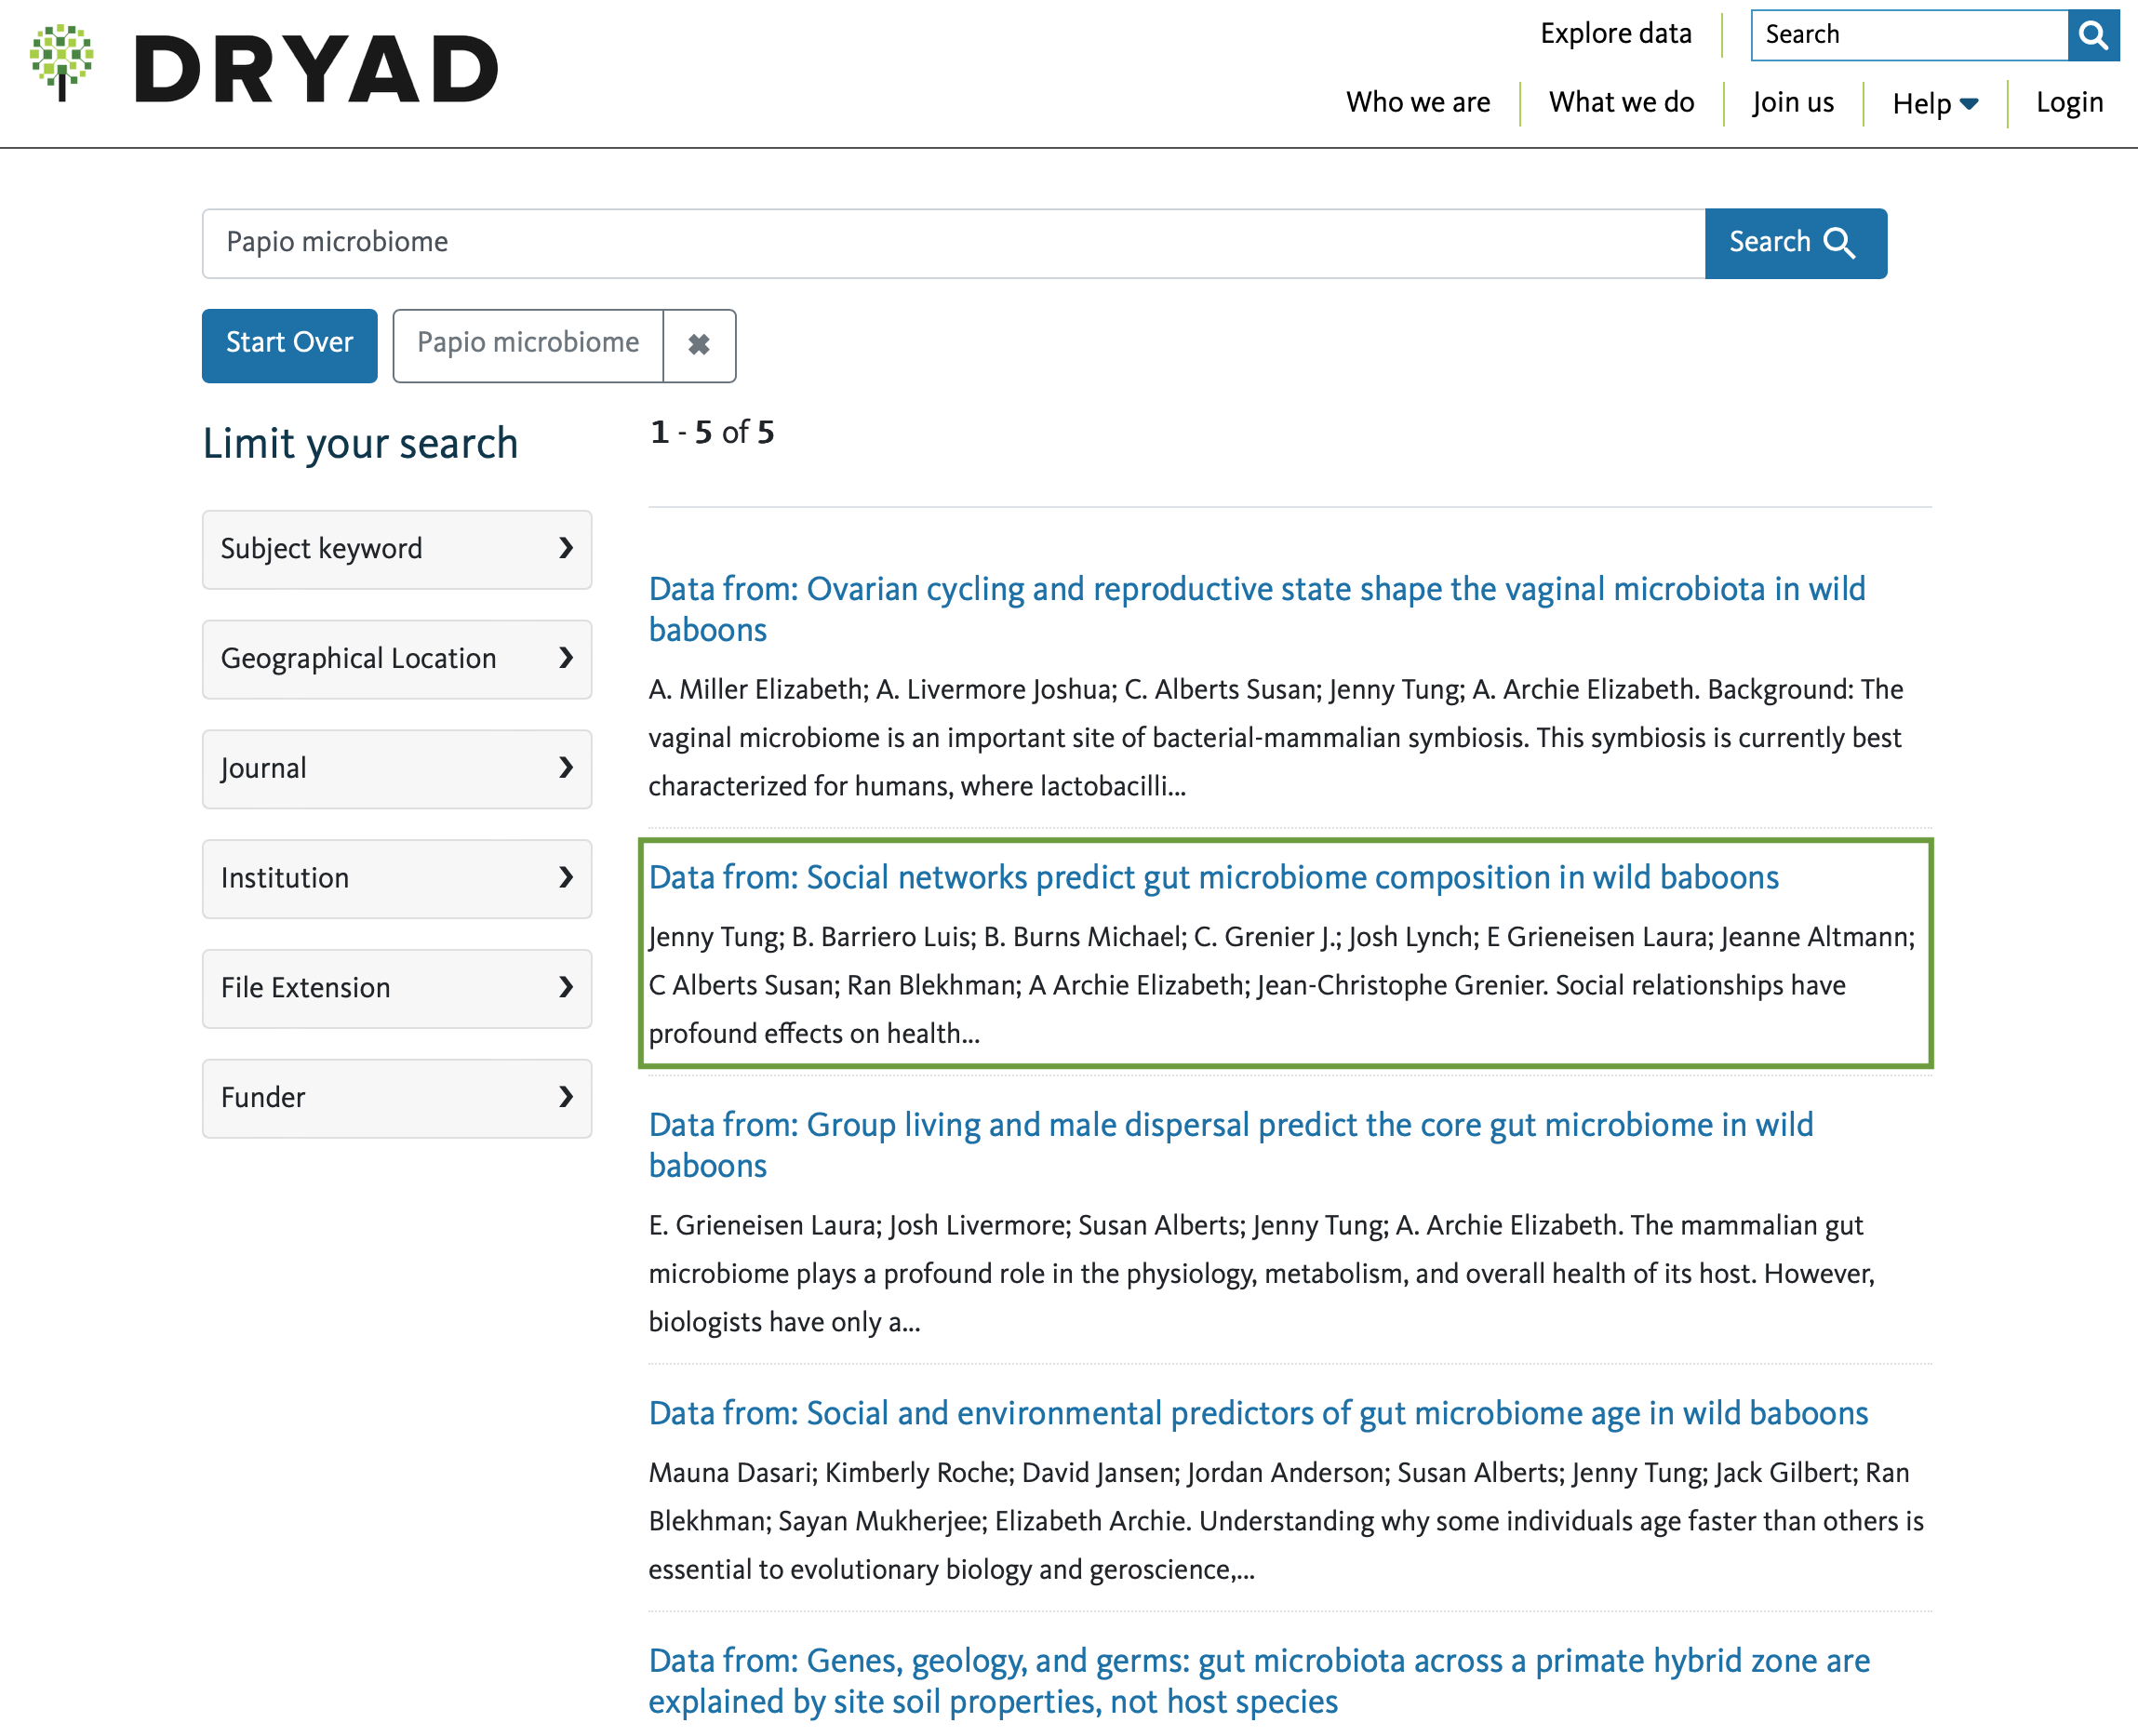 DRYAD
Explore data
Search
Who we are
What we do
Join us
Help
Login
Papio microbiome
Search
Start Over
Papio microbiome ✖
Limit your search
1 - 5 of 5
Subject keyword
Geographical Location
Journal
Institution
File Extension
Funder
Data from: Ovarian cycling and reproductive state shape the vaginal microbiota in wild
baboons
A. Miller Elizabeth; A. Livermore Joshua; C. Alberts Susan; Jenny Tung; A. Archie Elizabeth. Background: The
vaginal microbiome is an important site of bacterial-mammalian symbiosis. This symbiosis is currently best
characterized for humans, where lactobacilli...
Data from: Social networks predict gut microbiome composition in wild baboons
Jenny Tung; B. Barriero Luis; B. Burns Michael; C. Grenier J.; Josh Lynch; E Grieneisen Laura; Jeanne Altmann;
C Alberts Susan; Ran Blekhman; A Archie Elizabeth; Jean-Christophe Grenier. Social relationships have
profound effects on health...
Data from: Group living and male dispersal predict the core gut microbiome in wild
baboons
E. Grieneisen Laura; Josh Livermore; Susan Alberts; Jenny Tung; A. Archie Elizabeth. The mammalian gut
microbiome plays a profound role in the physiology, metabolism, and overall health of its host. However,
biologists have only a...
Data from: Social and environmental predictors of gut microbiome age in wild baboons
Mauna Dasari; Kimberly Roche; David Jansen; Jordan Anderson; Susan Alberts; Jenny Tung; Jack Gilbert; Ran
Blekhman; Sayan Mukherjee; Elizabeth Archie. Understanding why some individuals age faster than others is
essential to evolutionary biology and geroscience,...
Data from: Genes, geology, and germs: gut microbiota across a primate hybrid zone are
explained by site soil properties, not host species